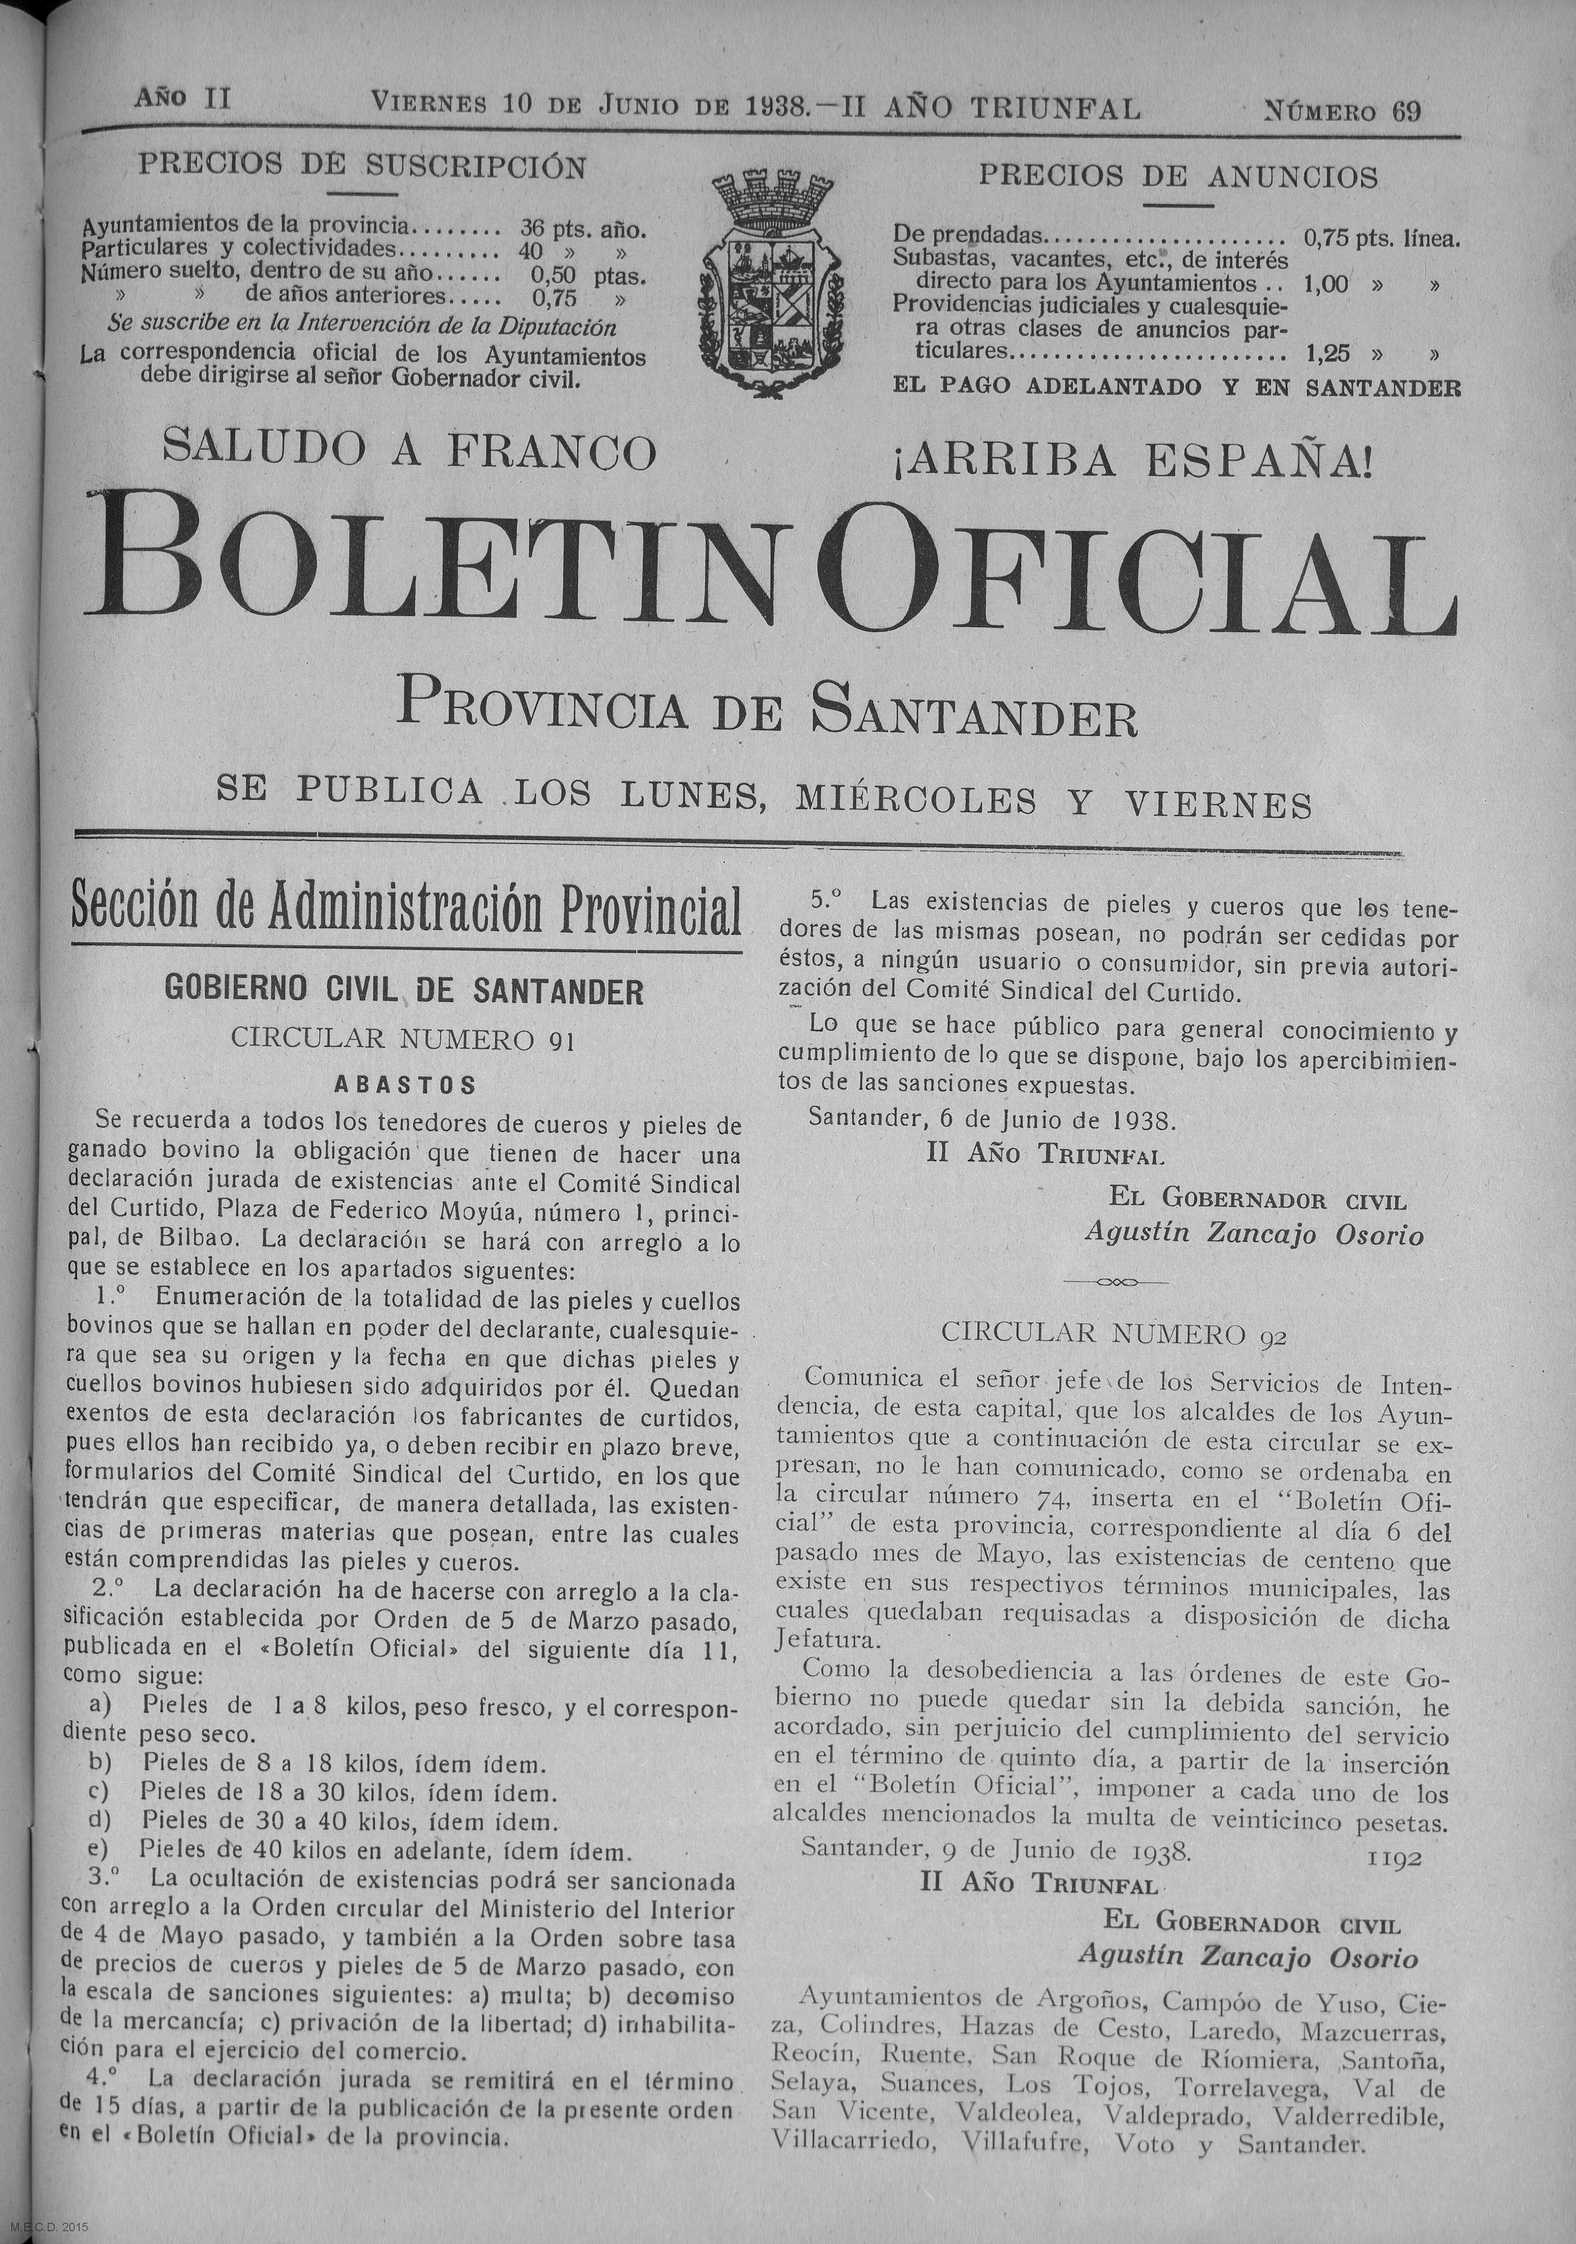 Año II
Viernes 10 de Junio de 1938.—II AÑO TRIUNFAL
Número 69
PRECIOS DE SUSCRIPCIÓN
Ayuntamientos de la provincia........ 36 pts. año.
Particulares y colectividades......... 40 » »
Número suelto, dentro de su año...... 0,50 ptas.
» » de años anteriores..... 0,75 »
Se suscribe en la Intervención de la Diputación
La correspondencia oficial de los Ayuntamientos
debe dirigirse al señor Gobernador civil.
PRECIOS DE ANUNCIOS
De prendadas..................... 0,75 pts. línea.
Subastas, vacantes, etc., de interés
directo para los Ayuntamientos .. 1,00 » »
Providencias judiciales y cualesquie-
ra otras clases de anuncios par-
ticulares........................ 1,25 » »
EL PAGO ADELANTADO Y EN SANTANDER
SALUDO A FRANCO
¡ARRIBA ESPAÑA!
BOLETIN OFICIAL
PROVINCIA DE SANTANDER
SE PUBLICA LOS LUNES, MIÉRCOLES Y VIERNES
Sección de Administración Provincial
GOBIERNO CIVIL DE SANTANDER
CIRCULAR NUMERO 91
ABASTOS
Se recuerda a todos los tenedores de cueros y pieles de
ganado bovino la obligación que tienen de hacer una
declaración jurada de existencias ante el Comité Sindical
del Curtido, Plaza de Federico Moyúa, número 1, princi-
pal, de Bilbao. La declaración se hará con arreglo a lo
que se establece en los apartados siguentes:
1.º Enumeración de la totalidad de las pieles y cuellos
bovinos que se hallan en poder del declarante, cualesquie-
ra que sea su origen y la fecha en que dichas pieles y
cuellos bovinos hubiesen sido adquiridos por él. Quedan
exentos de esta declaración los fabricantes de curtidos,
pues ellos han recibido ya, o deben recibir en plazo breve,
formularios del Comité Sindical del Curtido, en los que
tendrán que especificar, de manera detallada, las existen-
cias de primeras materias que posean, entre las cuales
están comprendidas las pieles y cueros.
2.º La declaración ha de hacerse con arreglo a la cla-
sificación establecida por Orden de 5 de Marzo pasado,
publicada en el «Boletín Oficial» del siguiente día 11,
como sigue:
a) Pieles de 1 a 8 kilos, peso fresco, y el correspon-
diente peso seco.
b) Pieles de 8 a 18 kilos, ídem ídem.
c) Pieles de 18 a 30 kilos, ídem ídem.
d) Pieles de 30 a 40 kilos, ídem ídem.
e) Pieles de 40 kilos en adelante, ídem ídem.
3.º La ocultación de existencias podrá ser sancionada
con arreglo a la Orden circular del Ministerio del Interior
de 4 de Mayo pasado, y también a la Orden sobre tasa
de precios de cueros y pieles de 5 de Marzo pasado, con
la escala de sanciones siguientes: a) multa; b) decomiso
de la mercancía; c) privación de la libertad; d) inhabilita-
ción para el ejercicio del comercio.
4.º La declaración jurada se remitirá en el término
de 15 días, a partir de la publicación de la presente orden
en el «Boletín Oficial» de la provincia.
5.º Las existencias de pieles y cueros que los tene-
dores de las mismas posean, no podrán ser cedidas por
éstos, a ningún usuario o consumidor, sin previa autori-
zación del Comité Sindical del Curtido.
Lo que se hace público para general conocimiento y
cumplimiento de lo que se dispone, bajo los apercibimien-
tos de las sanciones expuestas.
Santander, 6 de Junio de 1938.
II Año Triunfal
El Gobernador civil
Agustín Zancajo Osorio
CIRCULAR NUMERO 92
Comunica el señor jefe de los Servicios de Inten-
dencia, de esta capital, que los alcaldes de los Ayun-
tamientos que a continuación de esta circular se ex-
presan, no le han comunicado, como se ordenaba en
la circular número 74, inserta en el “Boletín Ofi-
cial” de esta provincia, correspondiente al día 6 del
pasado mes de Mayo, las existencias de centeno que
existe en sus respectivos términos municipales, las
cuales quedaban requisadas a disposición de dicha
Jefatura.
Como la desobediencia a las órdenes de este Go-
bierno no puede quedar sin la debida sanción, he
acordado, sin perjuicio del cumplimiento del servicio
en el término de quinto día, a partir de la inserción
en el “Boletín Oficial”, imponer a cada uno de los
alcaldes mencionados la multa de veinticinco pesetas.
Santander, 9 de Junio de 1938. 1192
II Año Triunfal
El Gobernador civil
Agustín Zancajo Osorio
Ayuntamientos de Argoños, Campóo de Yuso, Cie-
za, Colindres, Hazas de Cesto, Laredo, Mazcuerras,
Reocín, Ruente, San Roque de Ríomiera, Santoña,
Selaya, Suances, Los Tojos, Torrelavega, Val de
San Vicente, Valdeolea, Valdeprado, Valderredible,
Villacarriedo, Villafufre, Voto y Santander.
M.E.C.D. 2015